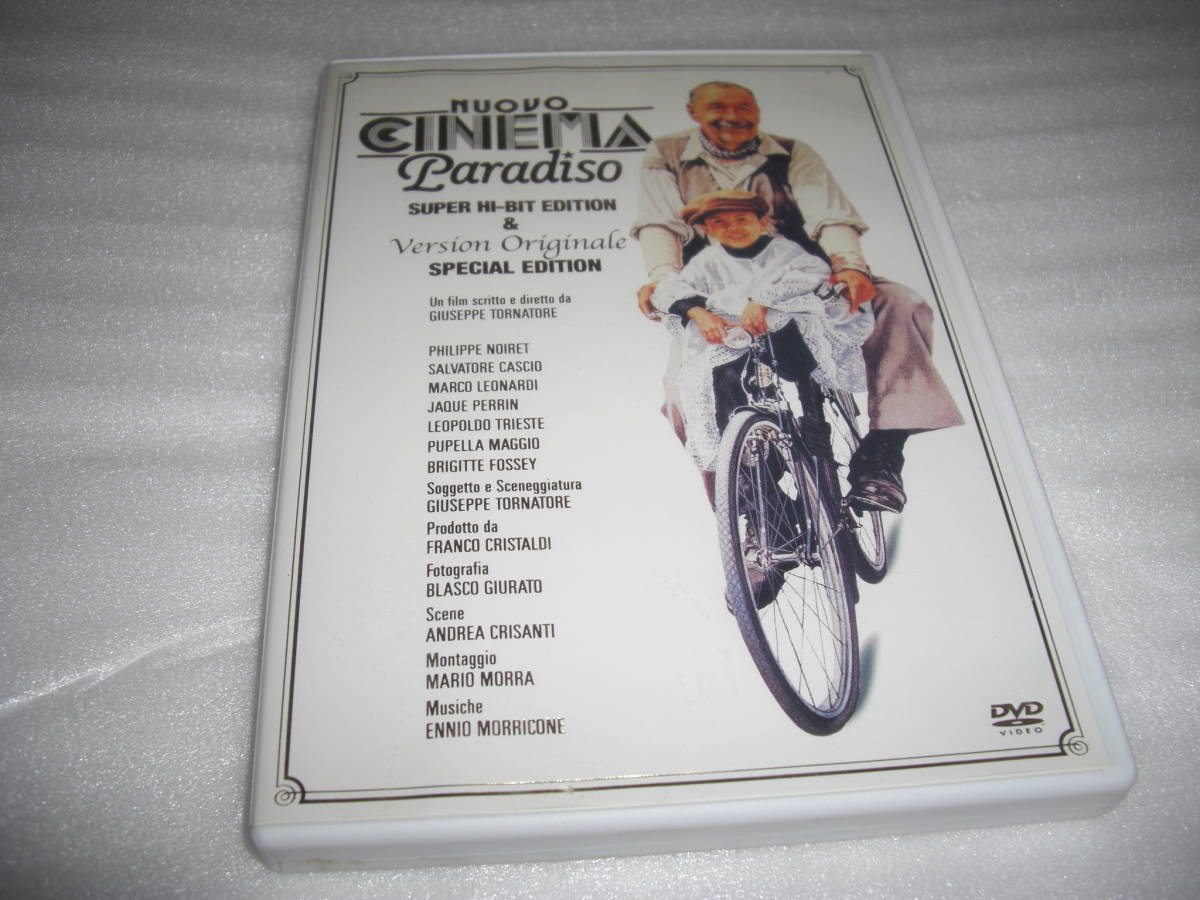 NUOVO
CINEMA
Paradiso
SUPER HI-BIT EDITION
&
Version Originale
SPECIAL EDITION
Un film scritto e diretto da
GIUSEPPE TORNATORE
PHILIPPE NOIRET
SALVATORE CASCIO
MARCO LEONARDI
JAQUE PERRIN
LEOPOLDO TRIESTE
PUPELLA MAGGIO
BRIGITTE FOSSEY
Soggetto e Sceneggiatura
GIUSEPPE TORNATORE
Prodotto da
FRANCO CRISTALDI
Fotografia
BLASCO GIURATO
Scene
ANDREA CRISANTI
Montaggio
MARIO MORRA
Musiche
ENNIO MORRICONE
DVD
VIDEO